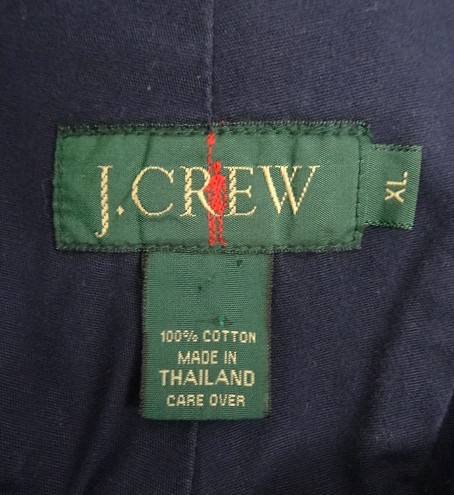 J.CREW
XL
100% COTTON
MADE IN
THAILAND
CARE OVER